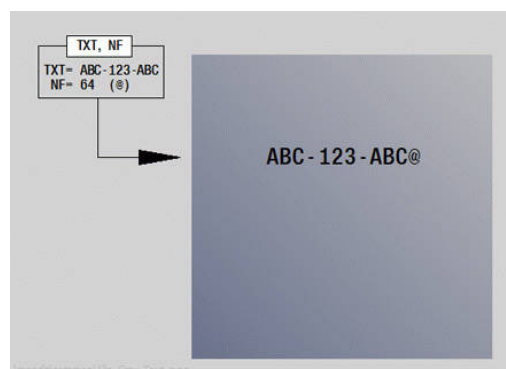 TXT, NF
TXT= ABC-123-ABC
NF= 64 (@)
ABC-123-ABC@